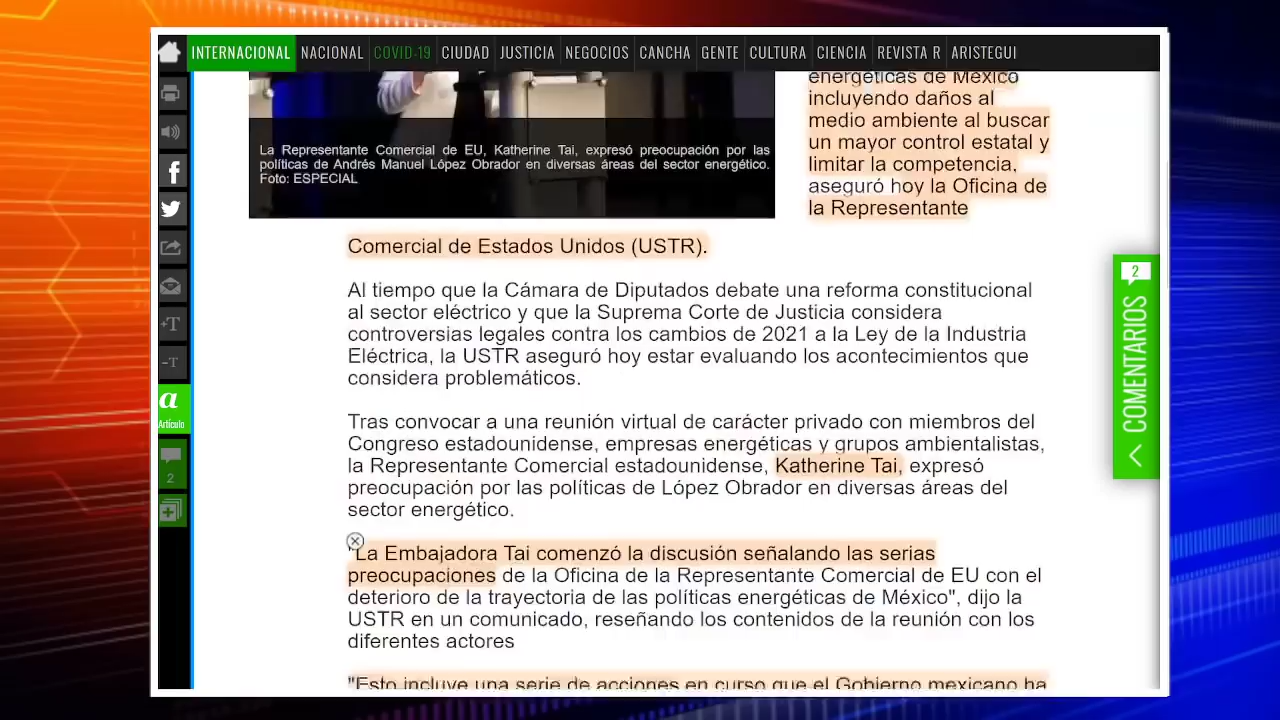 INTERNACIONAL NACIONAL COVID-19 CIUDAD JUSTICIA NEGOCIOS CANCHA GENTE CULTURA CIENCIA REVISTA R ARISTEGUI
La Representante Comercial de EU, Katherine Tai, expresó preocupación por las
políticas de Andrés Manuel López Obrador en diversas áreas del sector energético.
Foto: ESPECIAL
energéticas de México
incluyendo daños al
medio ambiente al buscar
un mayor control estatal y
limitar la competencia,
aseguró hoy la Oficina de
la Representante
Comercial de Estados Unidos (USTR).
Al tiempo que la Cámara de Diputados debate una reforma constitucional
al sector eléctrico y que la Suprema Corte de Justicia considera
controversias legales contra los cambios de 2021 a la Ley de la Industria
Eléctrica, la USTR aseguró hoy estar evaluando los acontecimientos que
considera problemáticos.
Tras convocar a una reunión virtual de carácter privado con miembros del
Congreso estadounidense, empresas energéticas y grupos ambientalistas,
la Representante Comercial estadounidense, Katherine Tai, expresó
preocupación por las políticas de López Obrador en diversas áreas del
sector energético.
"La Embajadora Tai comenzó la discusión señalando las serias
preocupaciones de la Oficina de la Representante Comercial de EU con el
deterioro de la trayectoria de las políticas energéticas de México", dijo la
USTR en un comunicado, reseñando los contenidos de la reunión con los
diferentes actores
"Esto incluye una serie de acciones en curso que el Gobierno mexicano ha
+T
-T
a
Artículo
2
2
COMENTARIOS